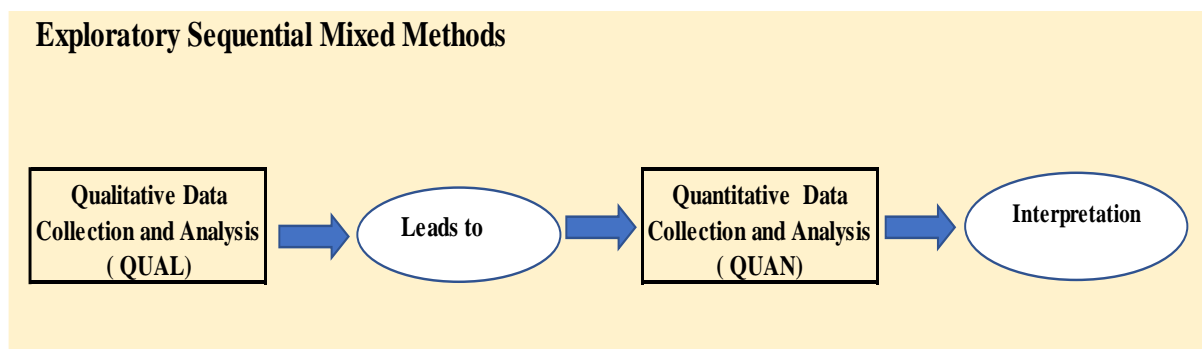 Exploratory Sequential Mixed Methods
Qualitative Data
Collection and Analysis
( QUAL)
Leads to
Quantitative Data
Collection and Analysis
( QUAN)
Interpretation